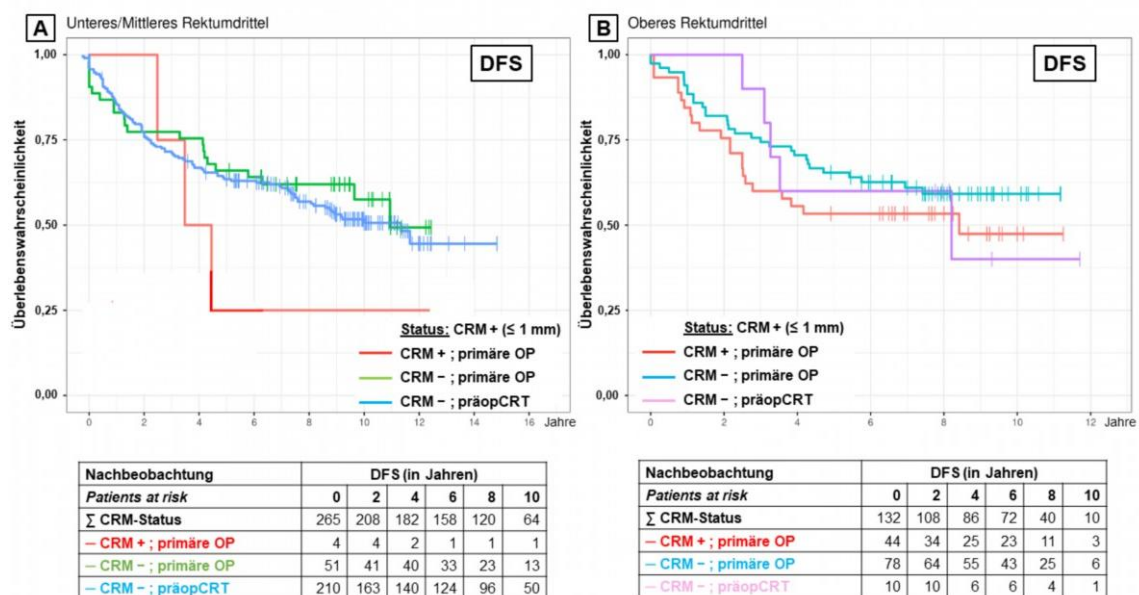 A Unteres/Mittleres Rektumdrittel
DFS
Überlebenswahrscheinlichkeit
1,00
0,75
0,50
0,25
0,00
Status: CRM + (≤ 1 mm)
CRM + ; primäre OP
CRM − ; primäre OP
CRM − ; präopCRT
0 2 4 6 8 10 12 14 16 Jahre
Nachbeobachtung DFS (in Jahren)
Patients at risk 0 2 4 6 8 10
∑ CRM-Status 265 208 182 158 120 64
— CRM + ; primäre OP 4 4 2 1 1 1
— CRM − ; primäre OP 51 41 40 33 23 13
— CRM − ; präopCRT 210 163 140 124 96 50
B Oberes Rektumdrittel
DFS
Überlebenswahrscheinlichkeit
1,00
0,75
0,50
0,25
0,00
Status: CRM + (≤ 1 mm)
CRM + ; primäre OP
CRM − ; primäre OP
CRM − ; präopCRT
0 2 4 6 8 10 12 Jahre
Nachbeobachtung DFS (in Jahren)
Patients at risk 0 2 4 6 8 10
∑ CRM-Status 132 108 86 72 40 10
— CRM + ; primäre OP 44 34 25 23 11 3
— CRM − ; primäre OP 78 64 55 43 25 6
— CRM − ; präopCRT 10 10 6 6 4 1